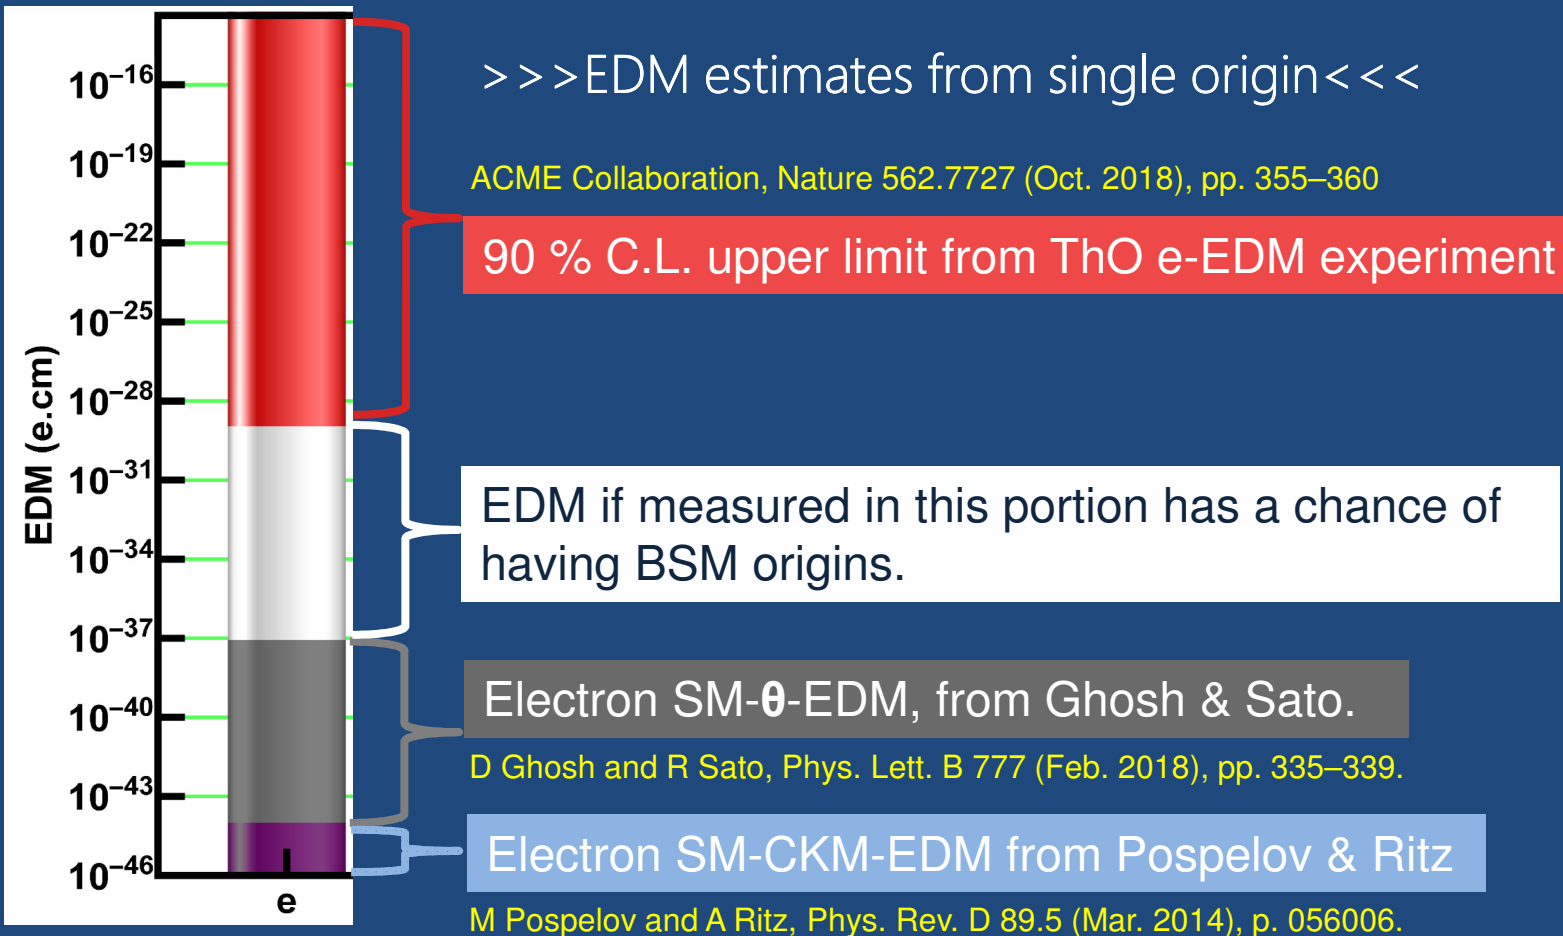 >>>EDM estimates from single origin<<<
ACME Collaboration, Nature 562.7727 (Oct. 2018), pp. 355–360
90 % C.L. upper limit from ThO e-EDM experiment
EDM if measured in this portion has a chance of
having BSM origins.
Electron SM-θ-EDM, from Ghosh & Sato.
D Ghosh and R Sato, Phys. Lett. B 777 (Feb. 2018), pp. 335–339.
Electron SM-CKM-EDM from Pospelov & Ritz
M Pospelov and A Ritz, Phys. Rev. D 89.5 (Mar. 2014), p. 056006.
EDM (e.cm)
10⁻¹⁶
10⁻¹⁹
10⁻²²
10⁻²⁵
10⁻²⁸
10⁻³¹
10⁻³⁴
10⁻³⁷
10⁻⁴⁰
10⁻⁴³
10⁻⁴⁶
e